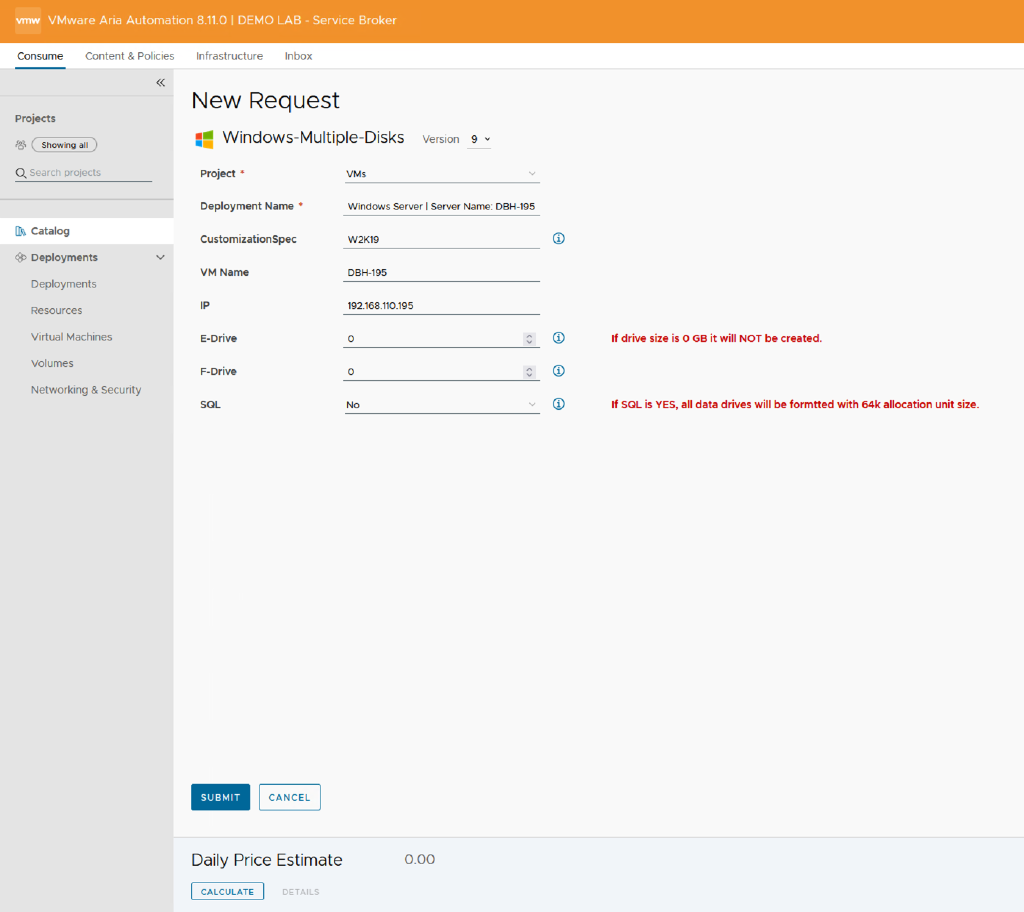 vmw VMware Aria Automation 8.11.0 | DEMO LAB - Service Broker
Consume Content & Policies Infrastructure Inbox
Projects
Showing all
Search projects
Catalog
Deployments
Deployments
Resources
Virtual Machines
Volumes
Networking & Security
New Request
Windows-Multiple-Disks Version 9
Project * VMs
Deployment Name * Windows Server | Server Name: DBH-195
CustomizationSpec W2K19
VM Name DBH-195
IP 192.168.110.195
E-Drive 0 If drive size is 0 GB it will NOT be created.
F-Drive 0
SQL No If SQL is YES, all data drives will be formtted with 64k allocation unit size.
SUBMIT CANCEL
Daily Price Estimate 0.00
CALCULATE DETAILS